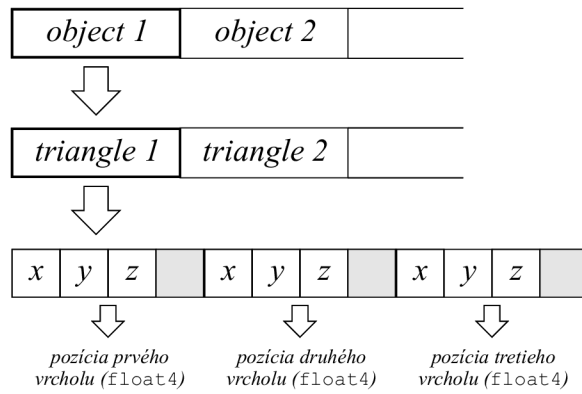 object 1 object 2
triangle 1 triangle 2
x y z x y z x y z
pozícia prvého pozícia druhého pozícia tretieho
vrcholu (float4) vrcholu (float4) vrcholu (float4)